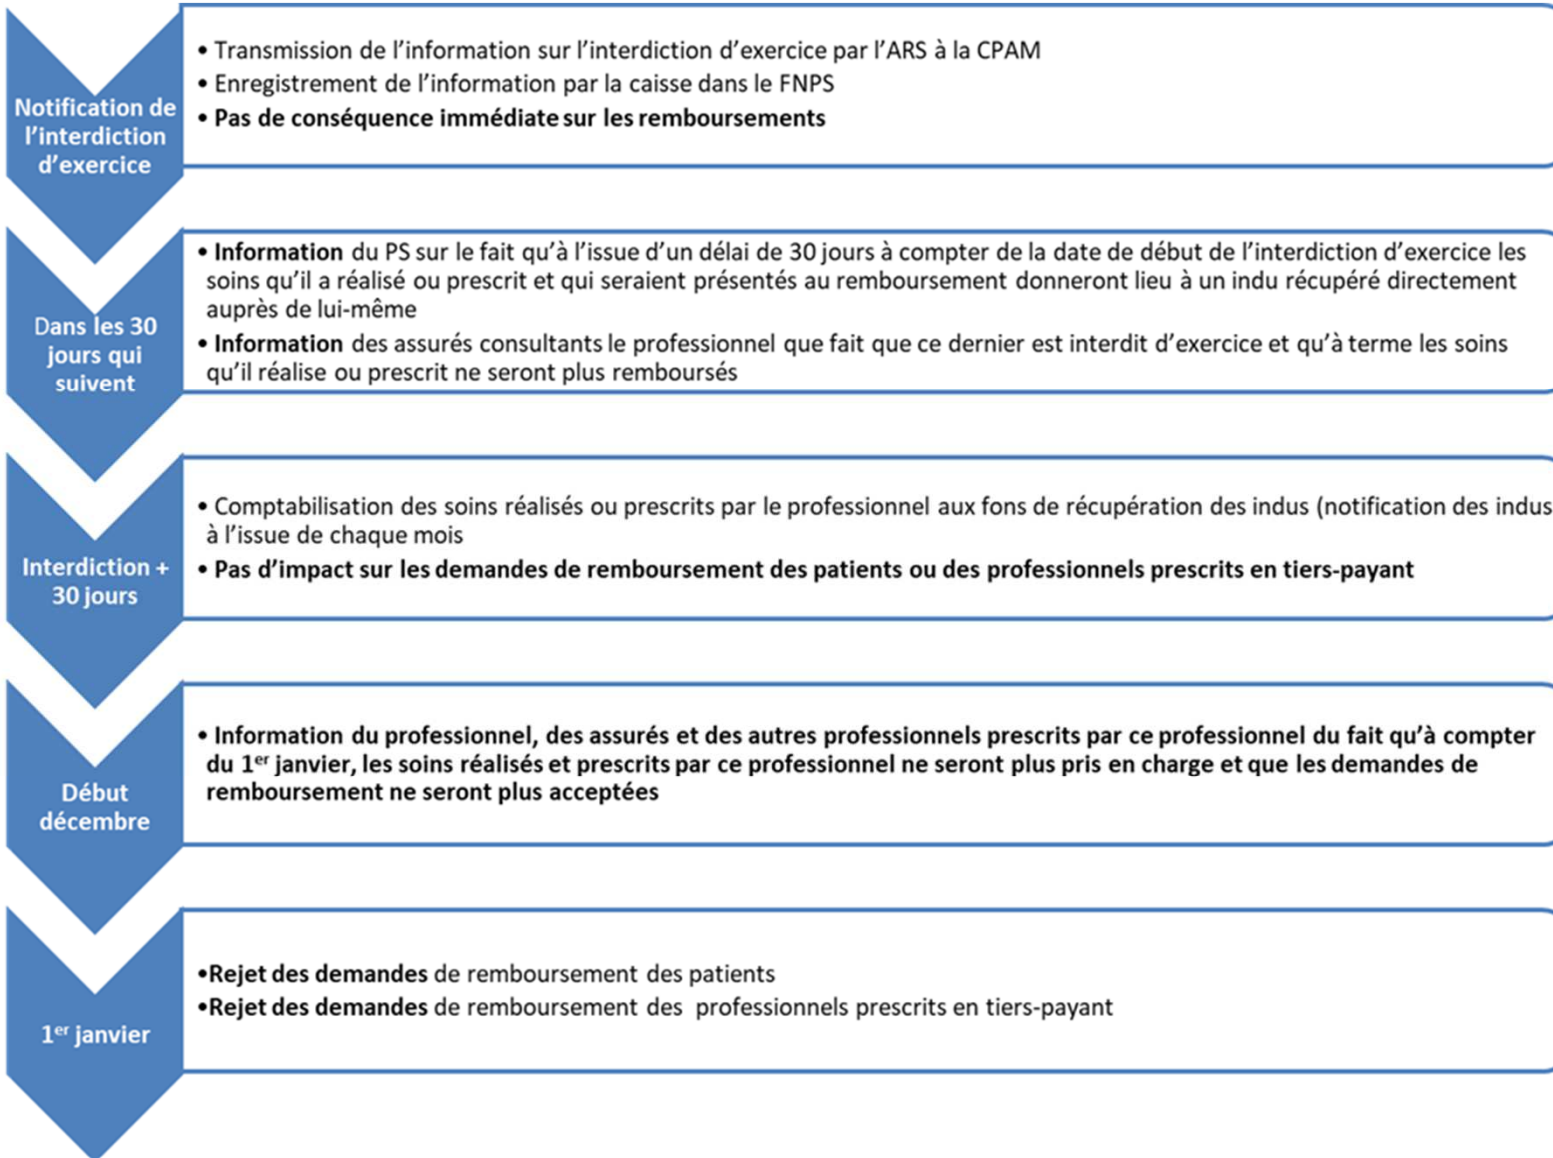 Notification de
l'interdiction
d'exercice
• Transmission de l'information sur l'interdiction d'exercice par l'ARS à la CPAM
• Enregistrement de l'information par la caisse dans le FNPS
• Pas de conséquence immédiate sur les remboursements
Dans les 30
jours qui
suivent
• Information du PS sur le fait qu'à l'issue d'un délai de 30 jours à compter de la date de début de l'interdiction d'exercice les
soins qu'il a réalisé ou prescrit et qui seraient présentés au remboursement donneront lieu à un indu récupéré directement
auprès de lui-même
• Information des assurés consultants le professionnel que fait que ce dernier est interdit d'exercice et qu'à terme les soins
qu'il réalise ou prescrit ne seront plus remboursés
Interdiction +
30 jours
• Comptabilisation des soins réalisés ou prescrits par le professionnel aux fons de récupération des indus (notification des indus
à l'issue de chaque mois
• Pas d'impact sur les demandes de remboursement des patients ou des professionnels prescrits en tiers-payant
Début
décembre
• Information du professionnel, des assurés et des autres professionnels prescrits par ce professionnel du fait qu'à compter
du 1er janvier, les soins réalisés et prescrits par ce professionnel ne seront plus pris en charge et que les demandes de
remboursement ne seront plus acceptées
1er janvier
•Rejet des demandes de remboursement des patients
•Rejet des demandes de remboursement des professionnels prescrits en tiers-payant